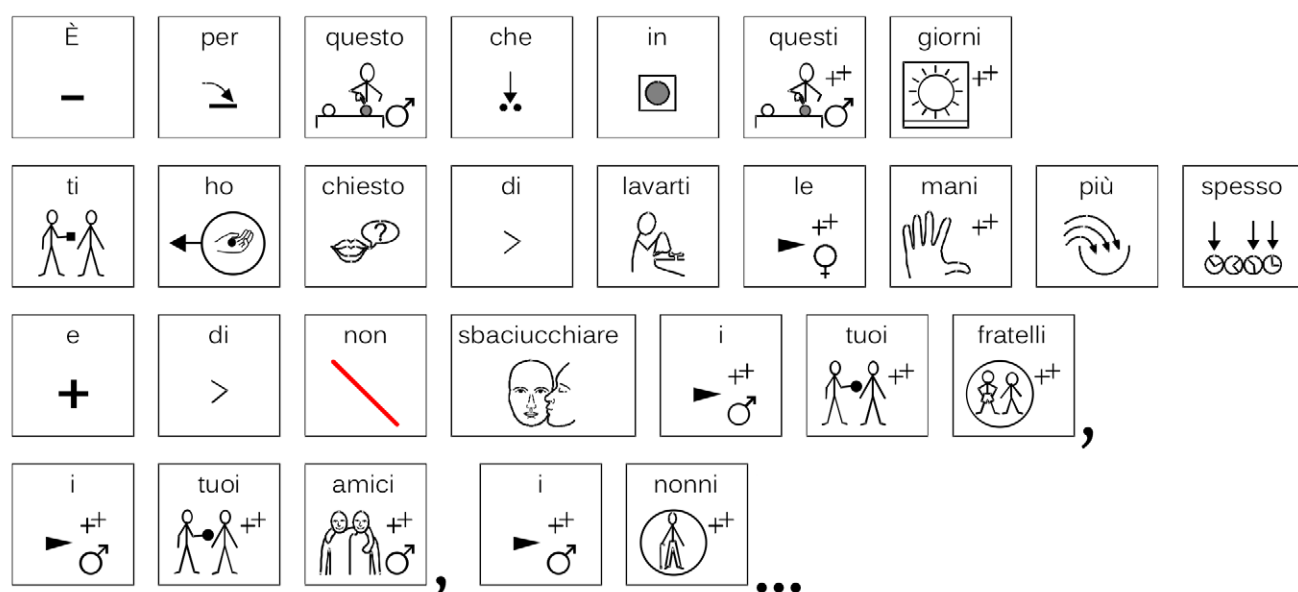 È per questo che in questi giorni
ti ho chiesto di lavarti le mani più spesso
e di non sbaciucchiare i tuoi fratelli,
i tuoi amici, i nonni...